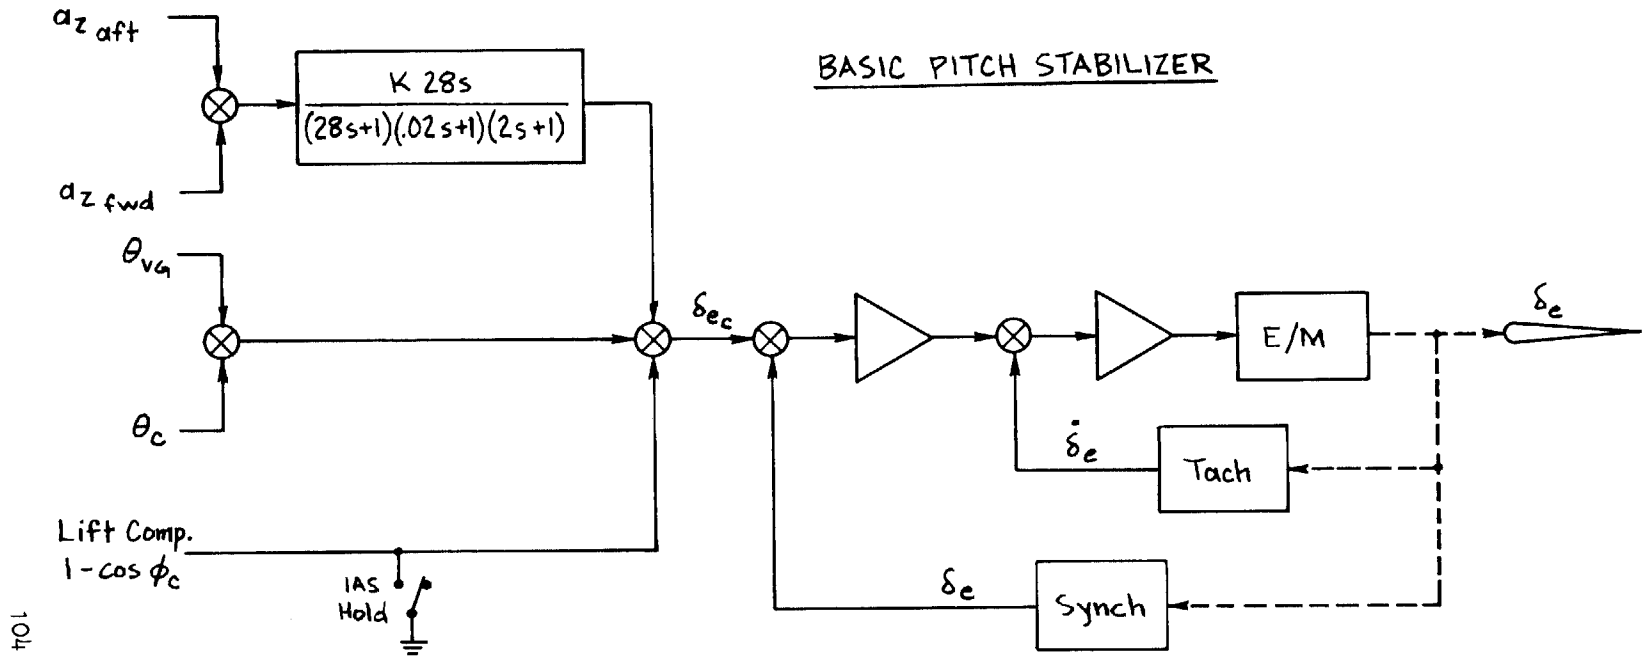 a_z aft
BASIC PITCH STABILIZER
K 28s
(28s+1)(.02s+1)(2s+1)
a_z fwd
θ_VG
δ_ec
δ_e
E/M
θ_c
δ̇_e
Tach
Lift Comp.
1-cos ϕ_c
IAS
Hold
δ_e
Synch
104